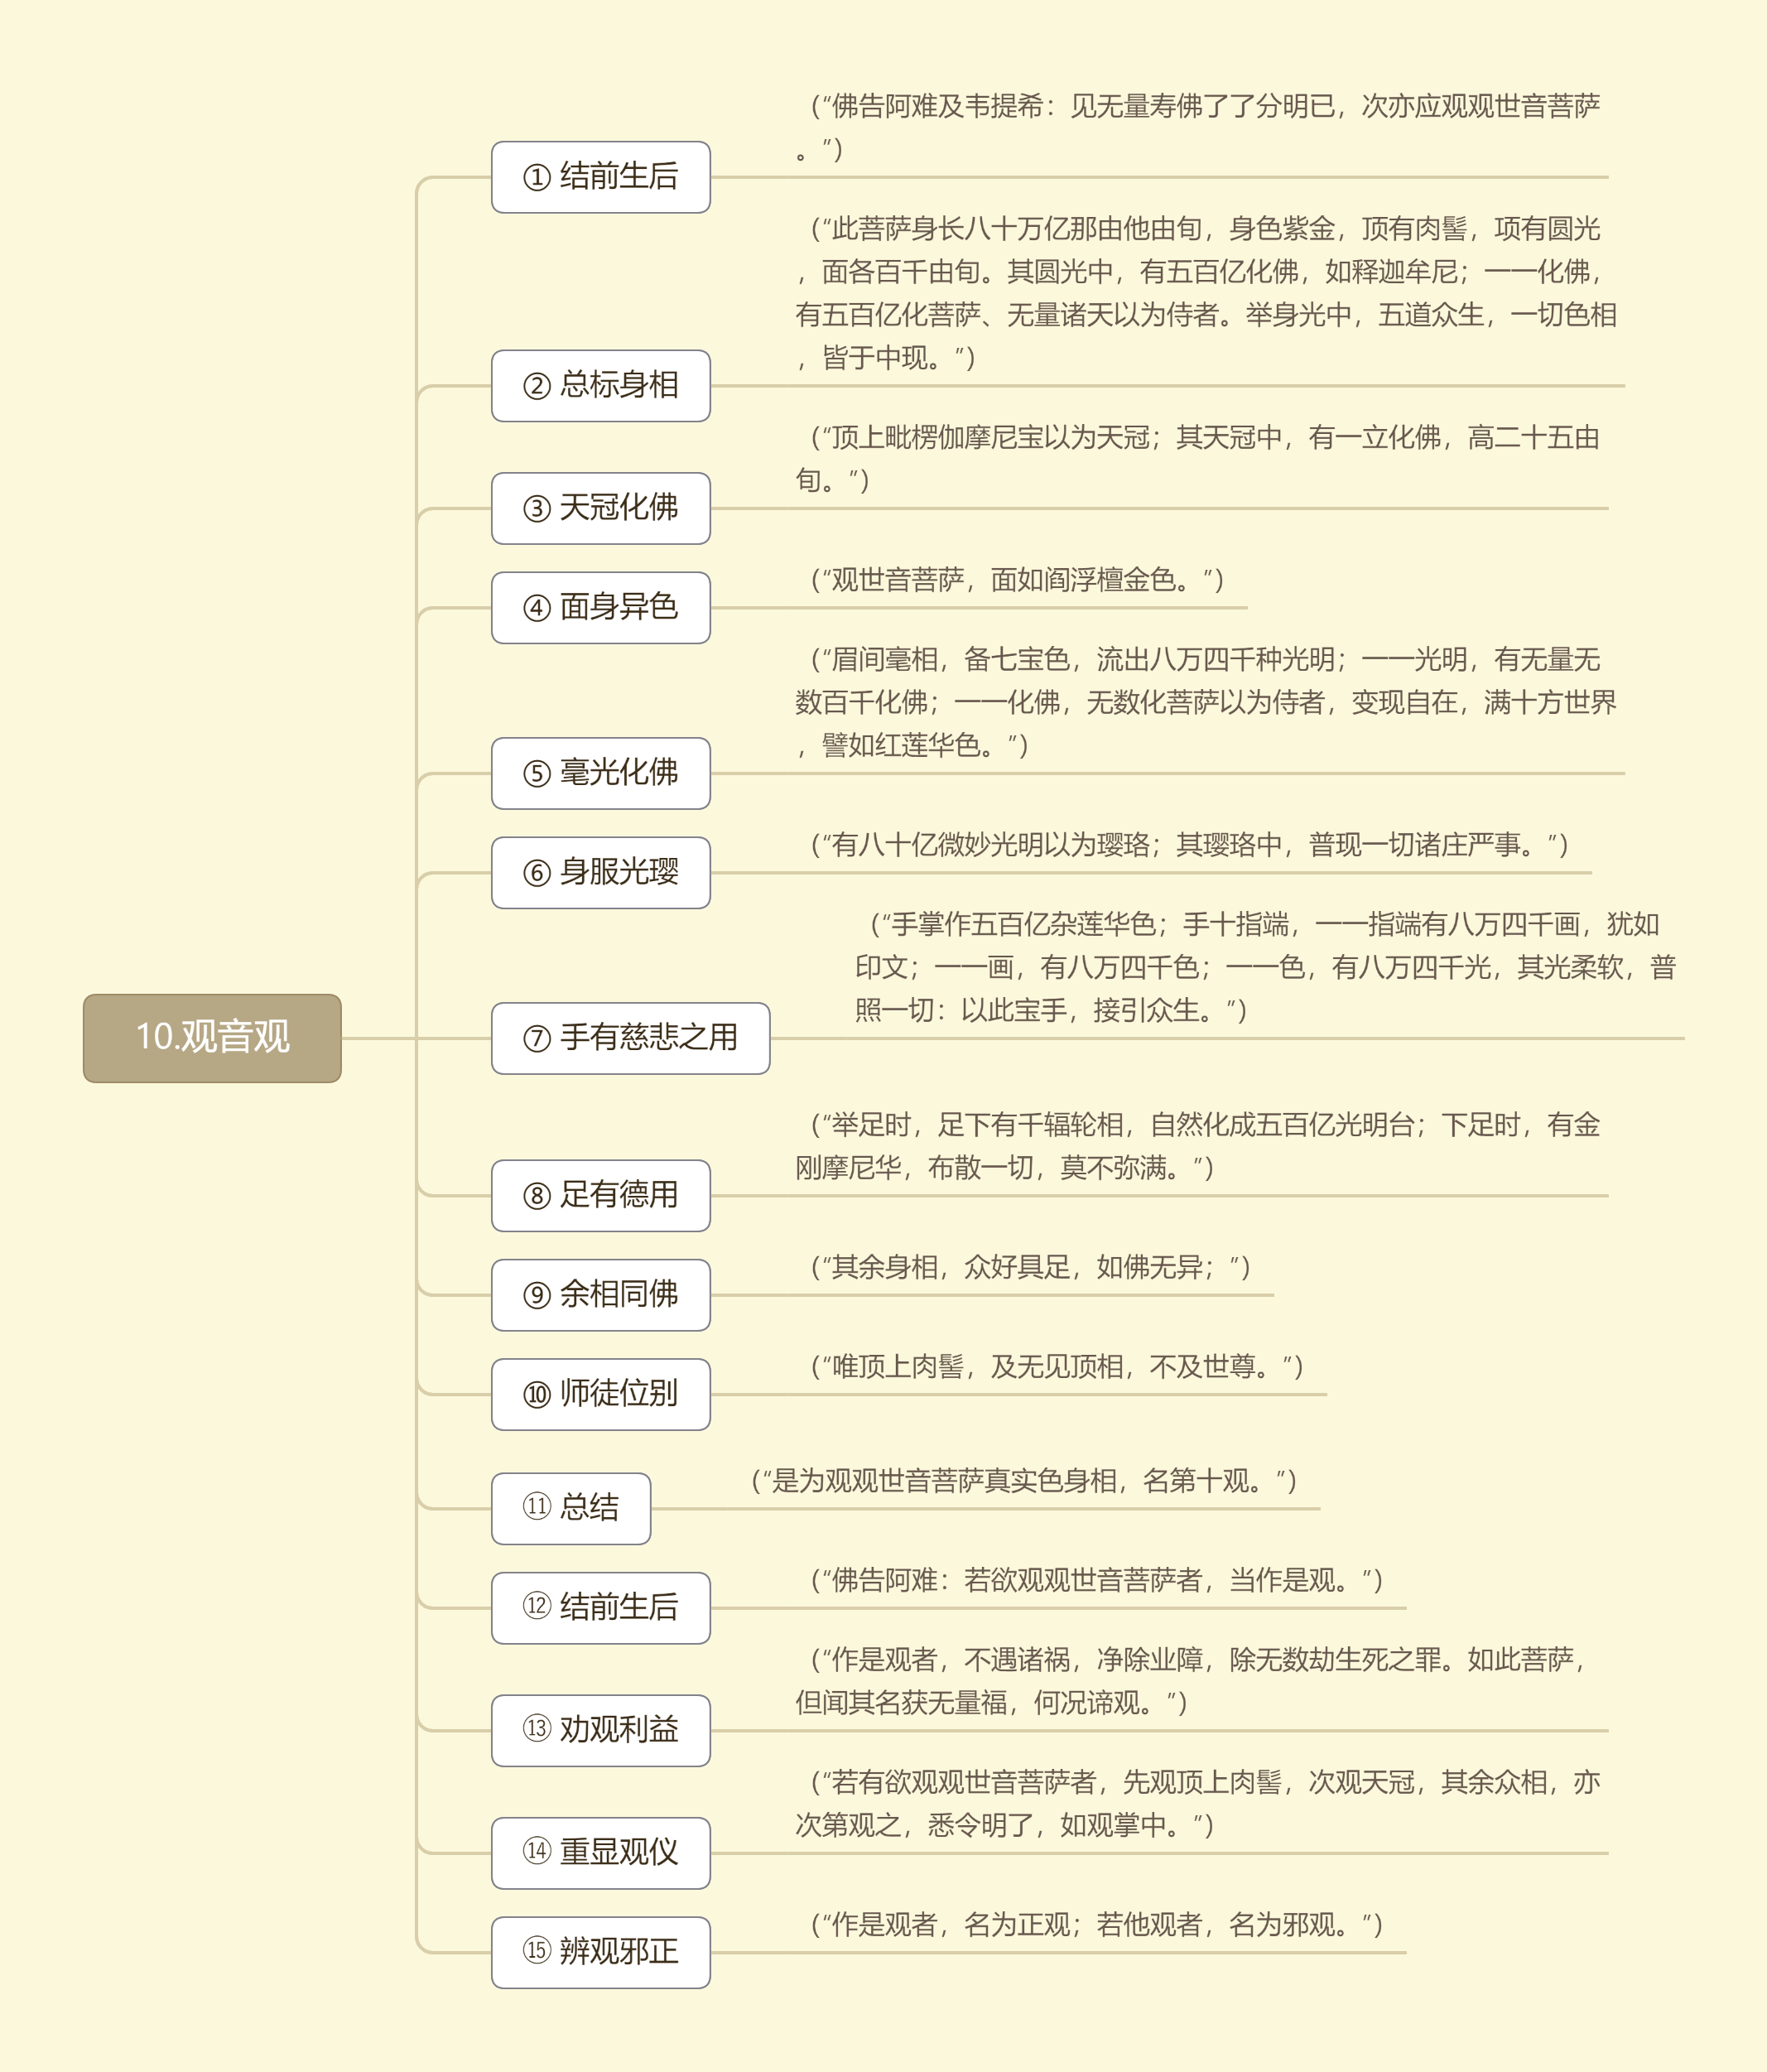 10.观音观
① 结前生后
（“佛告阿难及韦提希：见无量寿佛了了分明已，次亦应观观世音菩萨
。”）
② 总标身相
（“此菩萨身长八十万亿那由他由旬，身色紫金，顶有肉髻，项有圆光
，面各百千由旬。其圆光中，有五百亿化佛，如释迦牟尼；一一化佛，
有五百亿化菩萨、无量诸天以为侍者。举身光中，五道众生，一切色相
，皆于中现。”）
③ 天冠化佛
（“顶上毗楞伽摩尼宝以为天冠；其天冠中，有一立化佛，高二十五由
旬。”）
④ 面身异色
（“观世音菩萨，面如阎浮檀金色。”）
⑤ 毫光化佛
（“眉间毫相，备七宝色，流出八万四千种光明；一一光明，有无量无
数百千化佛；一一化佛，无数化菩萨以为侍者，变现自在，满十方世界
，譬如红莲华色。”）
⑥ 身服光璎
（“有八十亿微妙光明以为璎珞；其璎珞中，普现一切诸庄严事。”）
⑦ 手有慈悲之用
（“手掌作五百亿杂莲华色；手十指端，一一指端有八万四千画，犹如
印文；一一画，有八万四千色；一一色，有八万四千光，其光柔软，普
照一切：以此宝手，接引众生。”）
⑧ 足有德用
（“举足时，足下有千辐轮相，自然化成五百亿光明台；下足时，有金
刚摩尼华，布散一切，莫不弥满。”）
⑨ 余相同佛
（“其余身相，众好具足，如佛无异；”）
⑩ 师徒位别
（“唯顶上肉髻，及无见顶相，不及世尊。”）
⑪ 总结
（“是为观观世音菩萨真实色身相，名第十观。”）
⑫ 结前生后
（“佛告阿难：若欲观观世音菩萨者，当作是观。”）
⑬ 劝观利益
（“作是观者，不遇诸祸，净除业障，除无数劫生死之罪。如此菩萨，
但闻其名获无量福，何况谛观。”）
⑭ 重显观仪
（“若有欲观观世音菩萨者，先观顶上肉髻，次观天冠，其余众相，亦
次第观之，悉令明了，如观掌中。”）
⑮ 辨观邪正
（“作是观者，名为正观；若他观者，名为邪观。”）